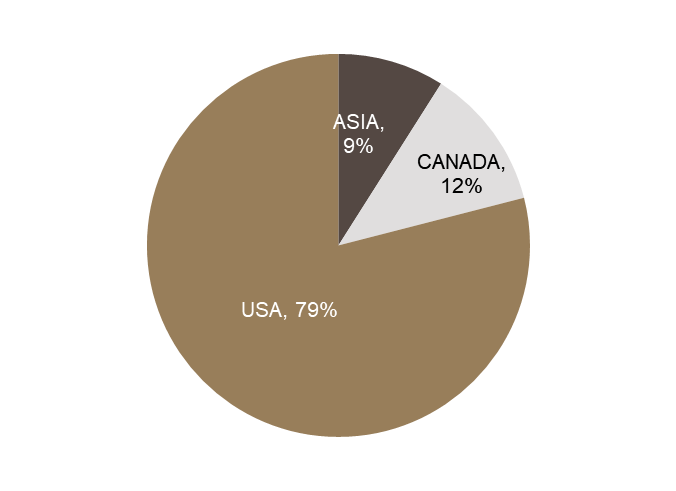 ASIA,
9%
CANADA,
12%
USA, 79%